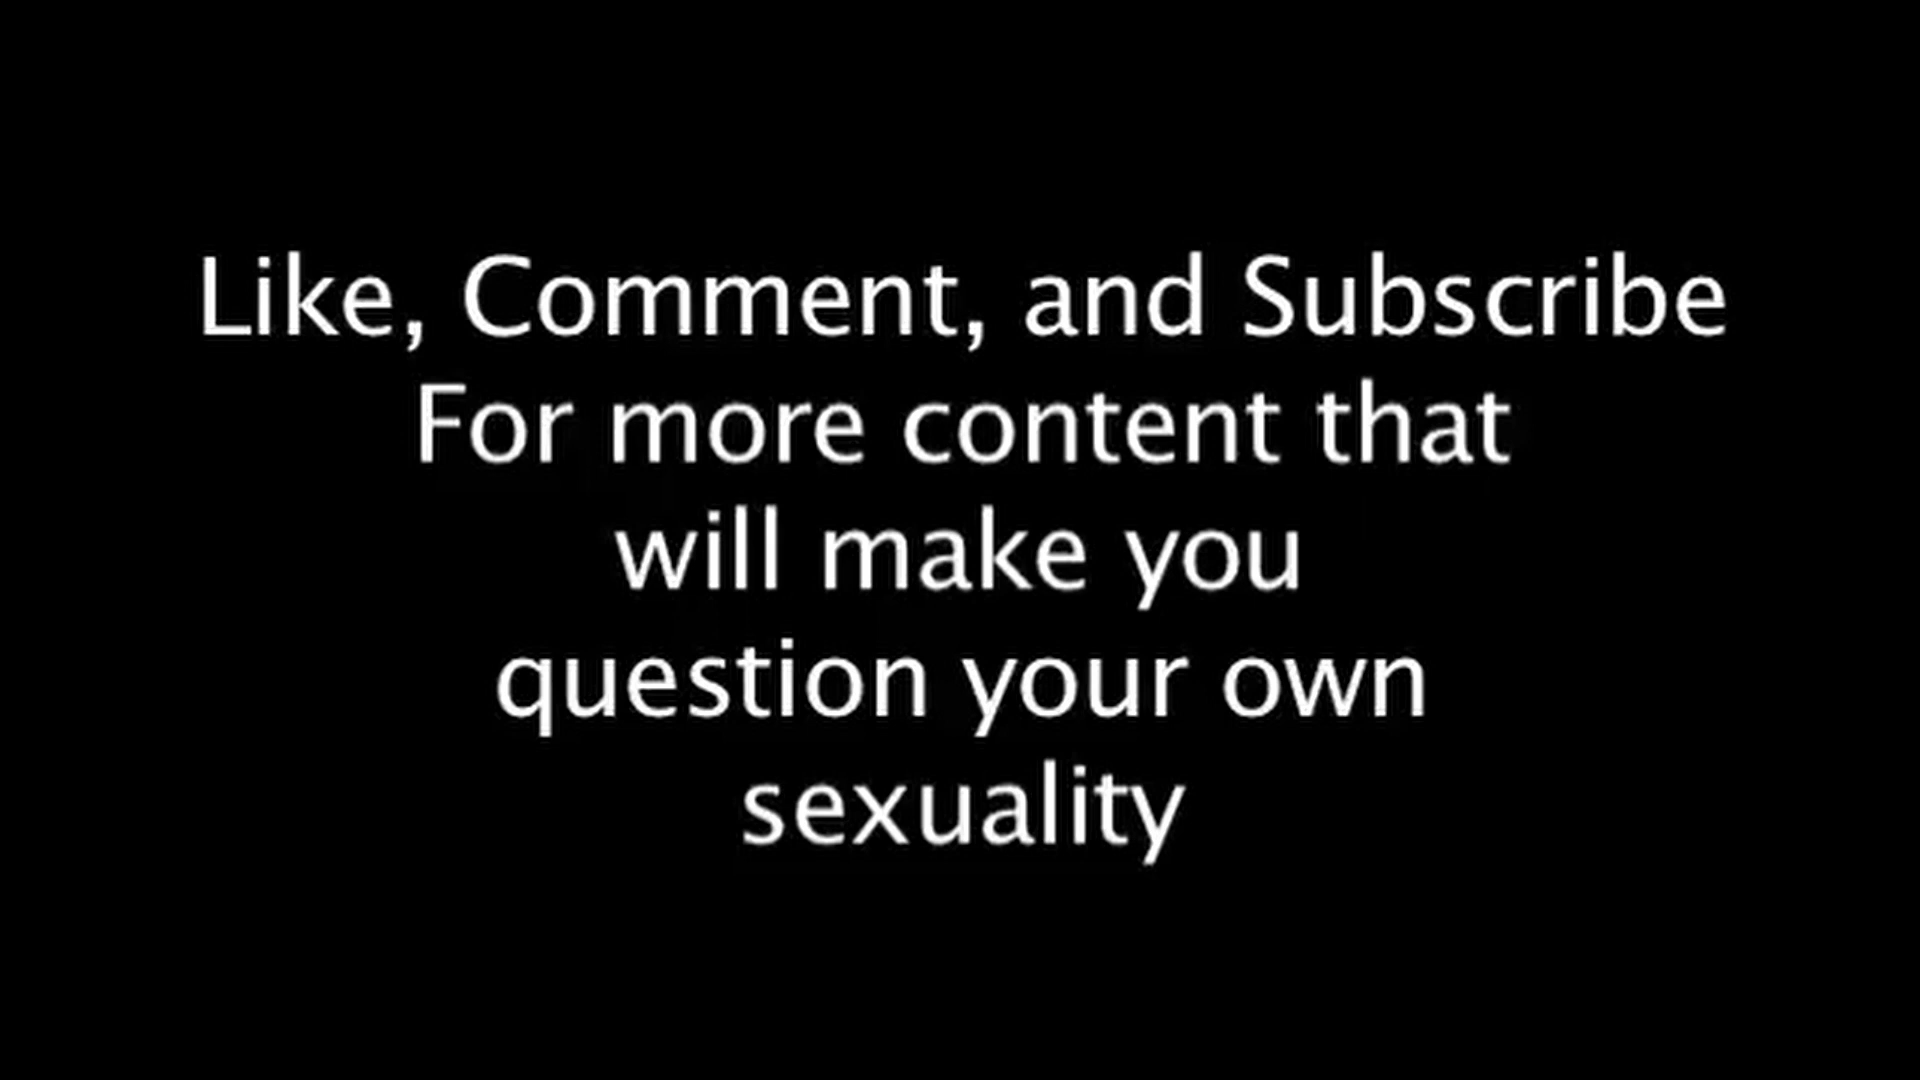 Like, Comment, and Subscribe
For more content that
will make you
question your own
sexuality